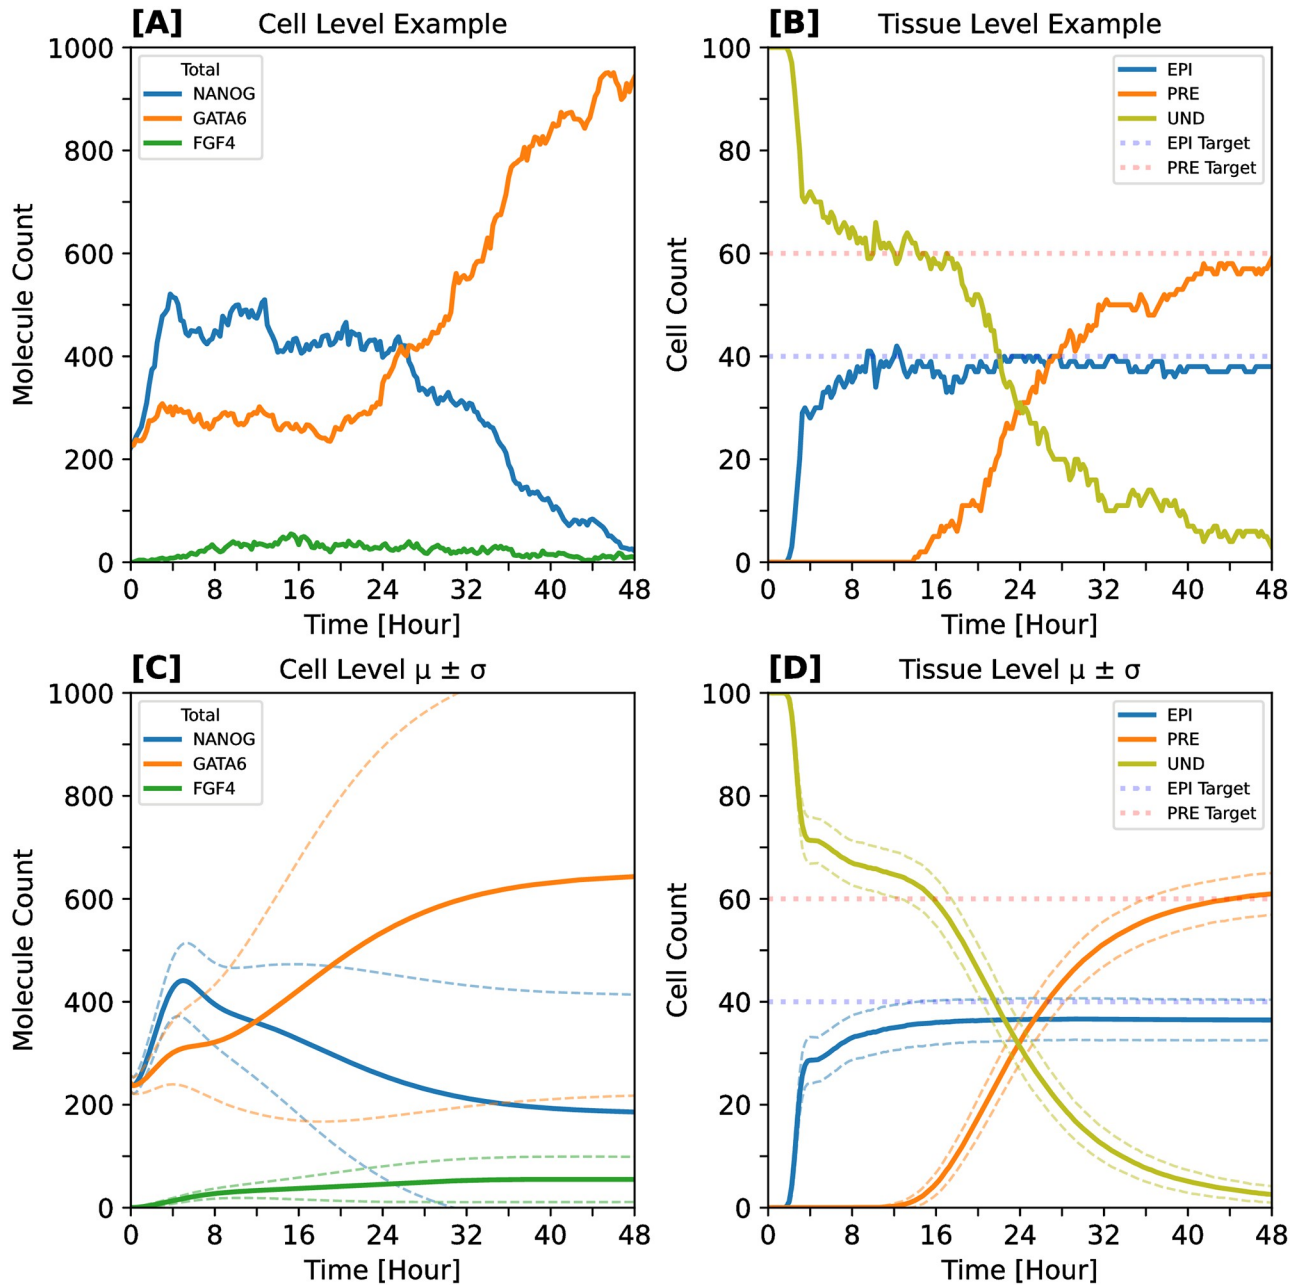 [A] Cell Level Example
Total
NANOG
GATA6
FGF4
1000
800
600
400
200
0
Molecule Count
0 8 16 24 32 40 48
Time [Hour]
[B] Tissue Level Example
EPI
PRE
UND
EPI Target
PRE Target
100
80
60
40
20
0
Cell Count
0 8 16 24 32 40 48
Time [Hour]
[C] Cell Level μ ± σ
Total
NANOG
GATA6
FGF4
1000
800
600
400
200
0
Molecule Count
0 8 16 24 32 40 48
Time [Hour]
[D] Tissue Level μ ± σ
EPI
PRE
UND
EPI Target
PRE Target
100
80
60
40
20
0
Cell Count
0 8 16 24 32 40 48
Time [Hour]